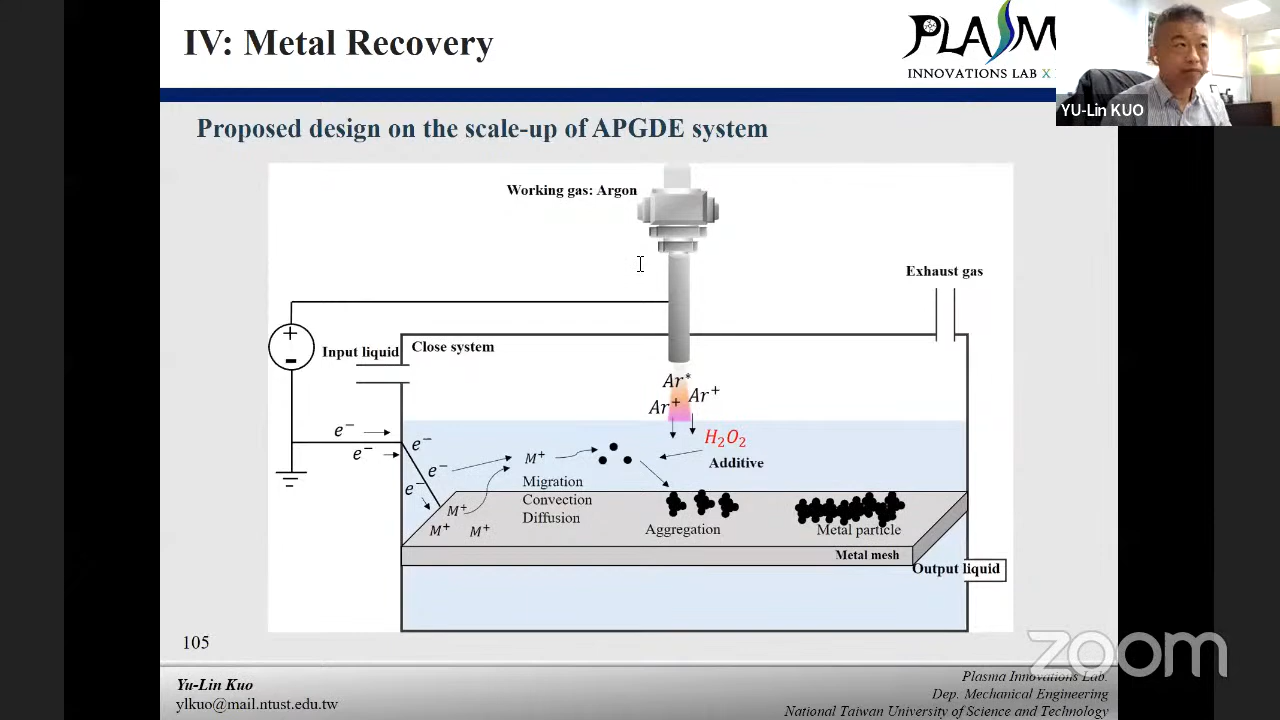 IV: Metal Recovery
PLASM
INNOVATIONS LAB X
YU-Lin KUO
Proposed design on the scale-up of APGDE system
Working gas: Argon
Exhaust gas
+
-
Input liquid
Close system
Ar*
Ar⁺
Ar⁺
e⁻
e⁻
e⁻
e⁻
e⁻
H₂O₂
Additive
M⁺
Migration
Convection
Diffusion
M⁺
M⁺
M⁺
Aggregation
Metal particle
Metal mesh
Output liquid
105
zoom
Yu-Lin Kuo
ylkuo@mail.ntust.edu.tw
Plasma Innovations Lab.
Dep. Mechanical Engineering
National Taiwan University of Science and Technology